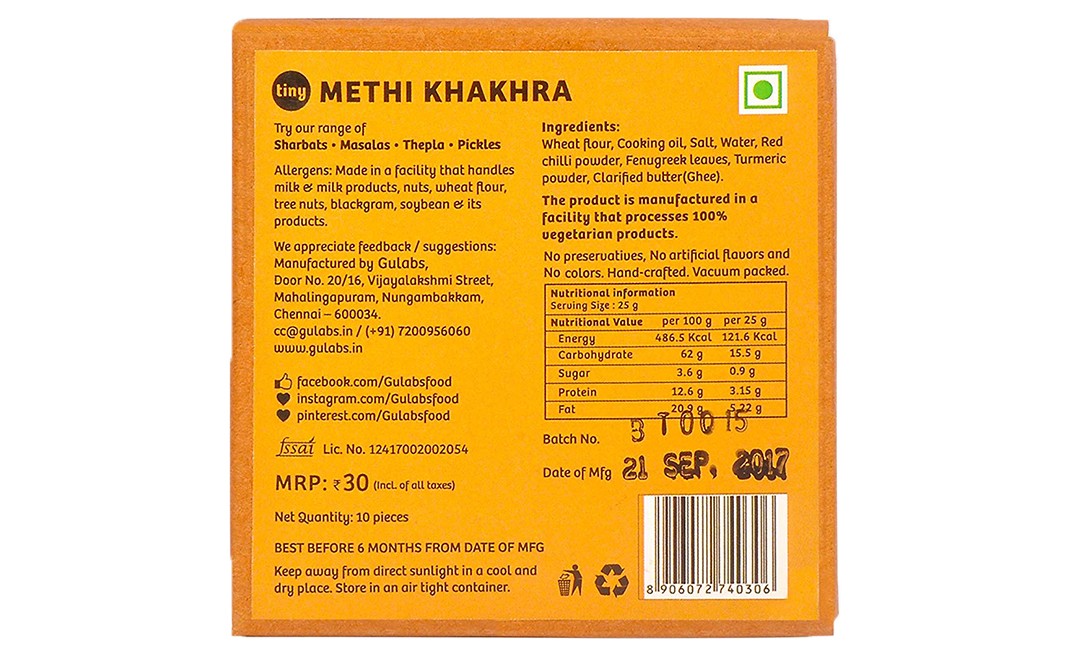 tiny METHI KHAKHRA
Try our range of
Sharbats • Masalas • Thepla • Pickles
Allergens: Made in a facility that handles
milk & milk products, nuts, wheat flour,
tree nuts, blackgram, soybean & its
products.
We appreciate feedback / suggestions:
Manufactured by Gulabs,
Door No. 20/16, Vijayalakshmi Street,
Mahalingapuram, Nungambakkam,
Chennai – 600034.
cc@gulabs.in / (+91) 7200956060
www.gulabs.in
facebook.com/Gulabsfood
instagram.com/Gulabsfood
pinterest.com/Gulabsfood
fssai Lic. No. 12417002002054
MRP: ₹30 (Incl. of all taxes)
Net Quantity: 10 pieces
BEST BEFORE 6 MONTHS FROM DATE OF MFG
Keep away from direct sunlight in a cool and
dry place. Store in an air tight container.
Ingredients:
Wheat flour, Cooking oil, Salt, Water, Red
chilli powder, Fenugreek leaves, Turmeric
powder, Clarified butter(Ghee).
The product is manufactured in a
facility that processes 100%
vegetarian products.
No preservatives, No artificial flavors and
No colors. Hand-crafted. Vacuum packed.
Nutritional information
Serving Size : 25 g
Nutritional Value per 100 g per 25 g
Energy 486.5 Kcal 121.6 Kcal
Carbohydrate 62 g 15.5 g
Sugar 3.6 g 0.9 g
Protein 12.6 g 3.15 g
Fat 20.9 g 5.22 g
Batch No. BT0015
Date of Mfg 21 SEP. 2017
8 906072 740306